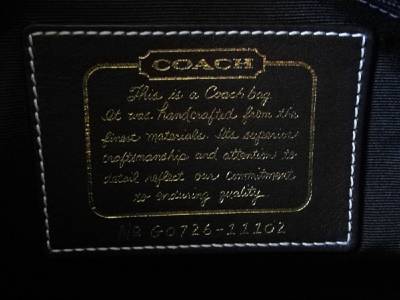 COACH
This is a Coach bag.
It was handcrafted from the
finest materials. Its superior
craftsmanship and attention to
detail reflect our commitment
to enduring quality.
Nº G0726-11102